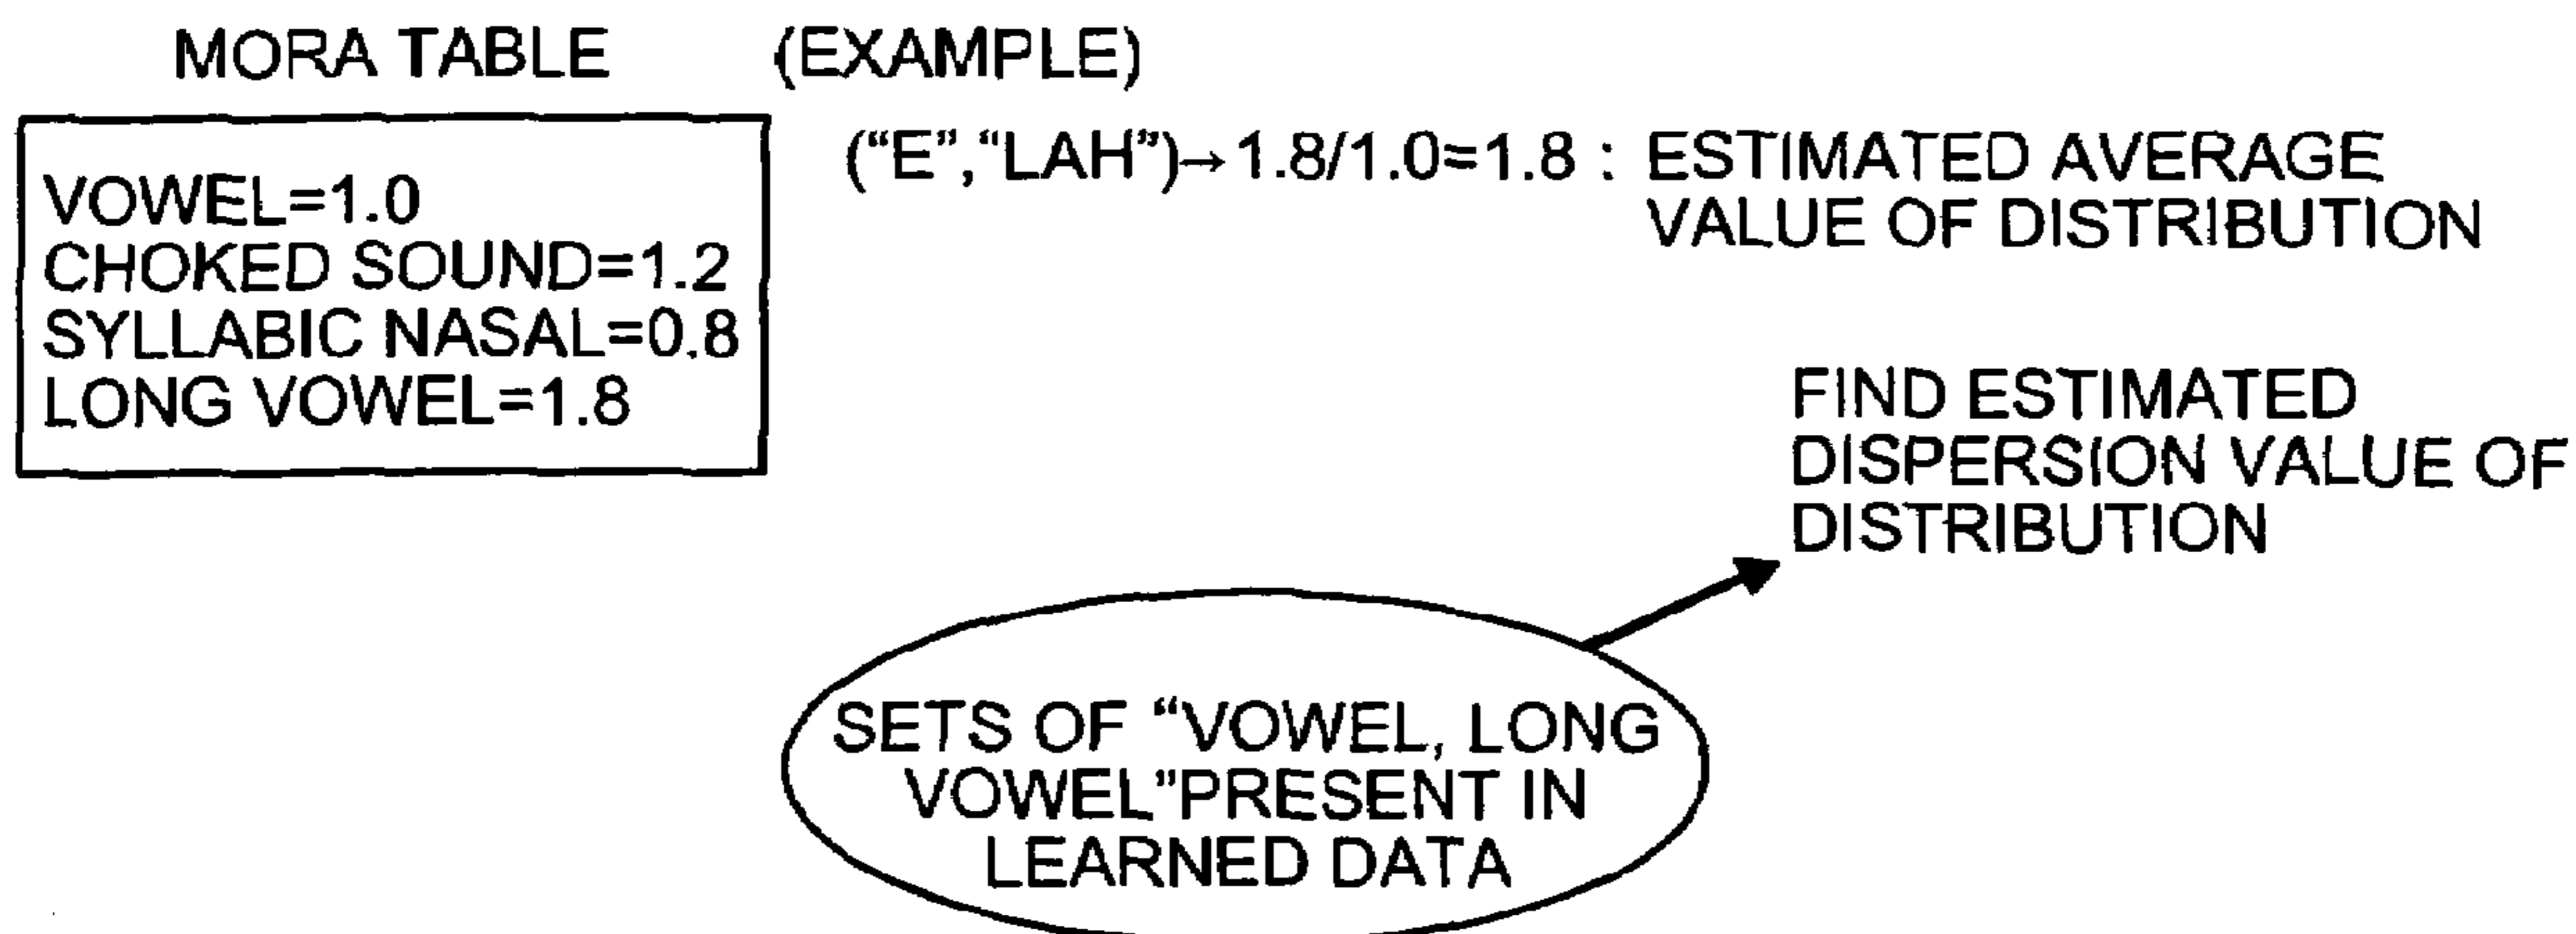 MORA TABLE (EXAMPLE)
VOWEL=1.0
CHOKED SOUND=1.2
SYLLABIC NASAL=0.8
LONG VOWEL=1.8
("E","LAH")→1.8/1.0=1.8 : ESTIMATED AVERAGE
VALUE OF DISTRIBUTION
FIND ESTIMATED
DISPERSION VALUE OF
DISTRIBUTION
SETS OF “VOWEL, LONG
VOWEL”PRESENT IN
LEARNED DATA